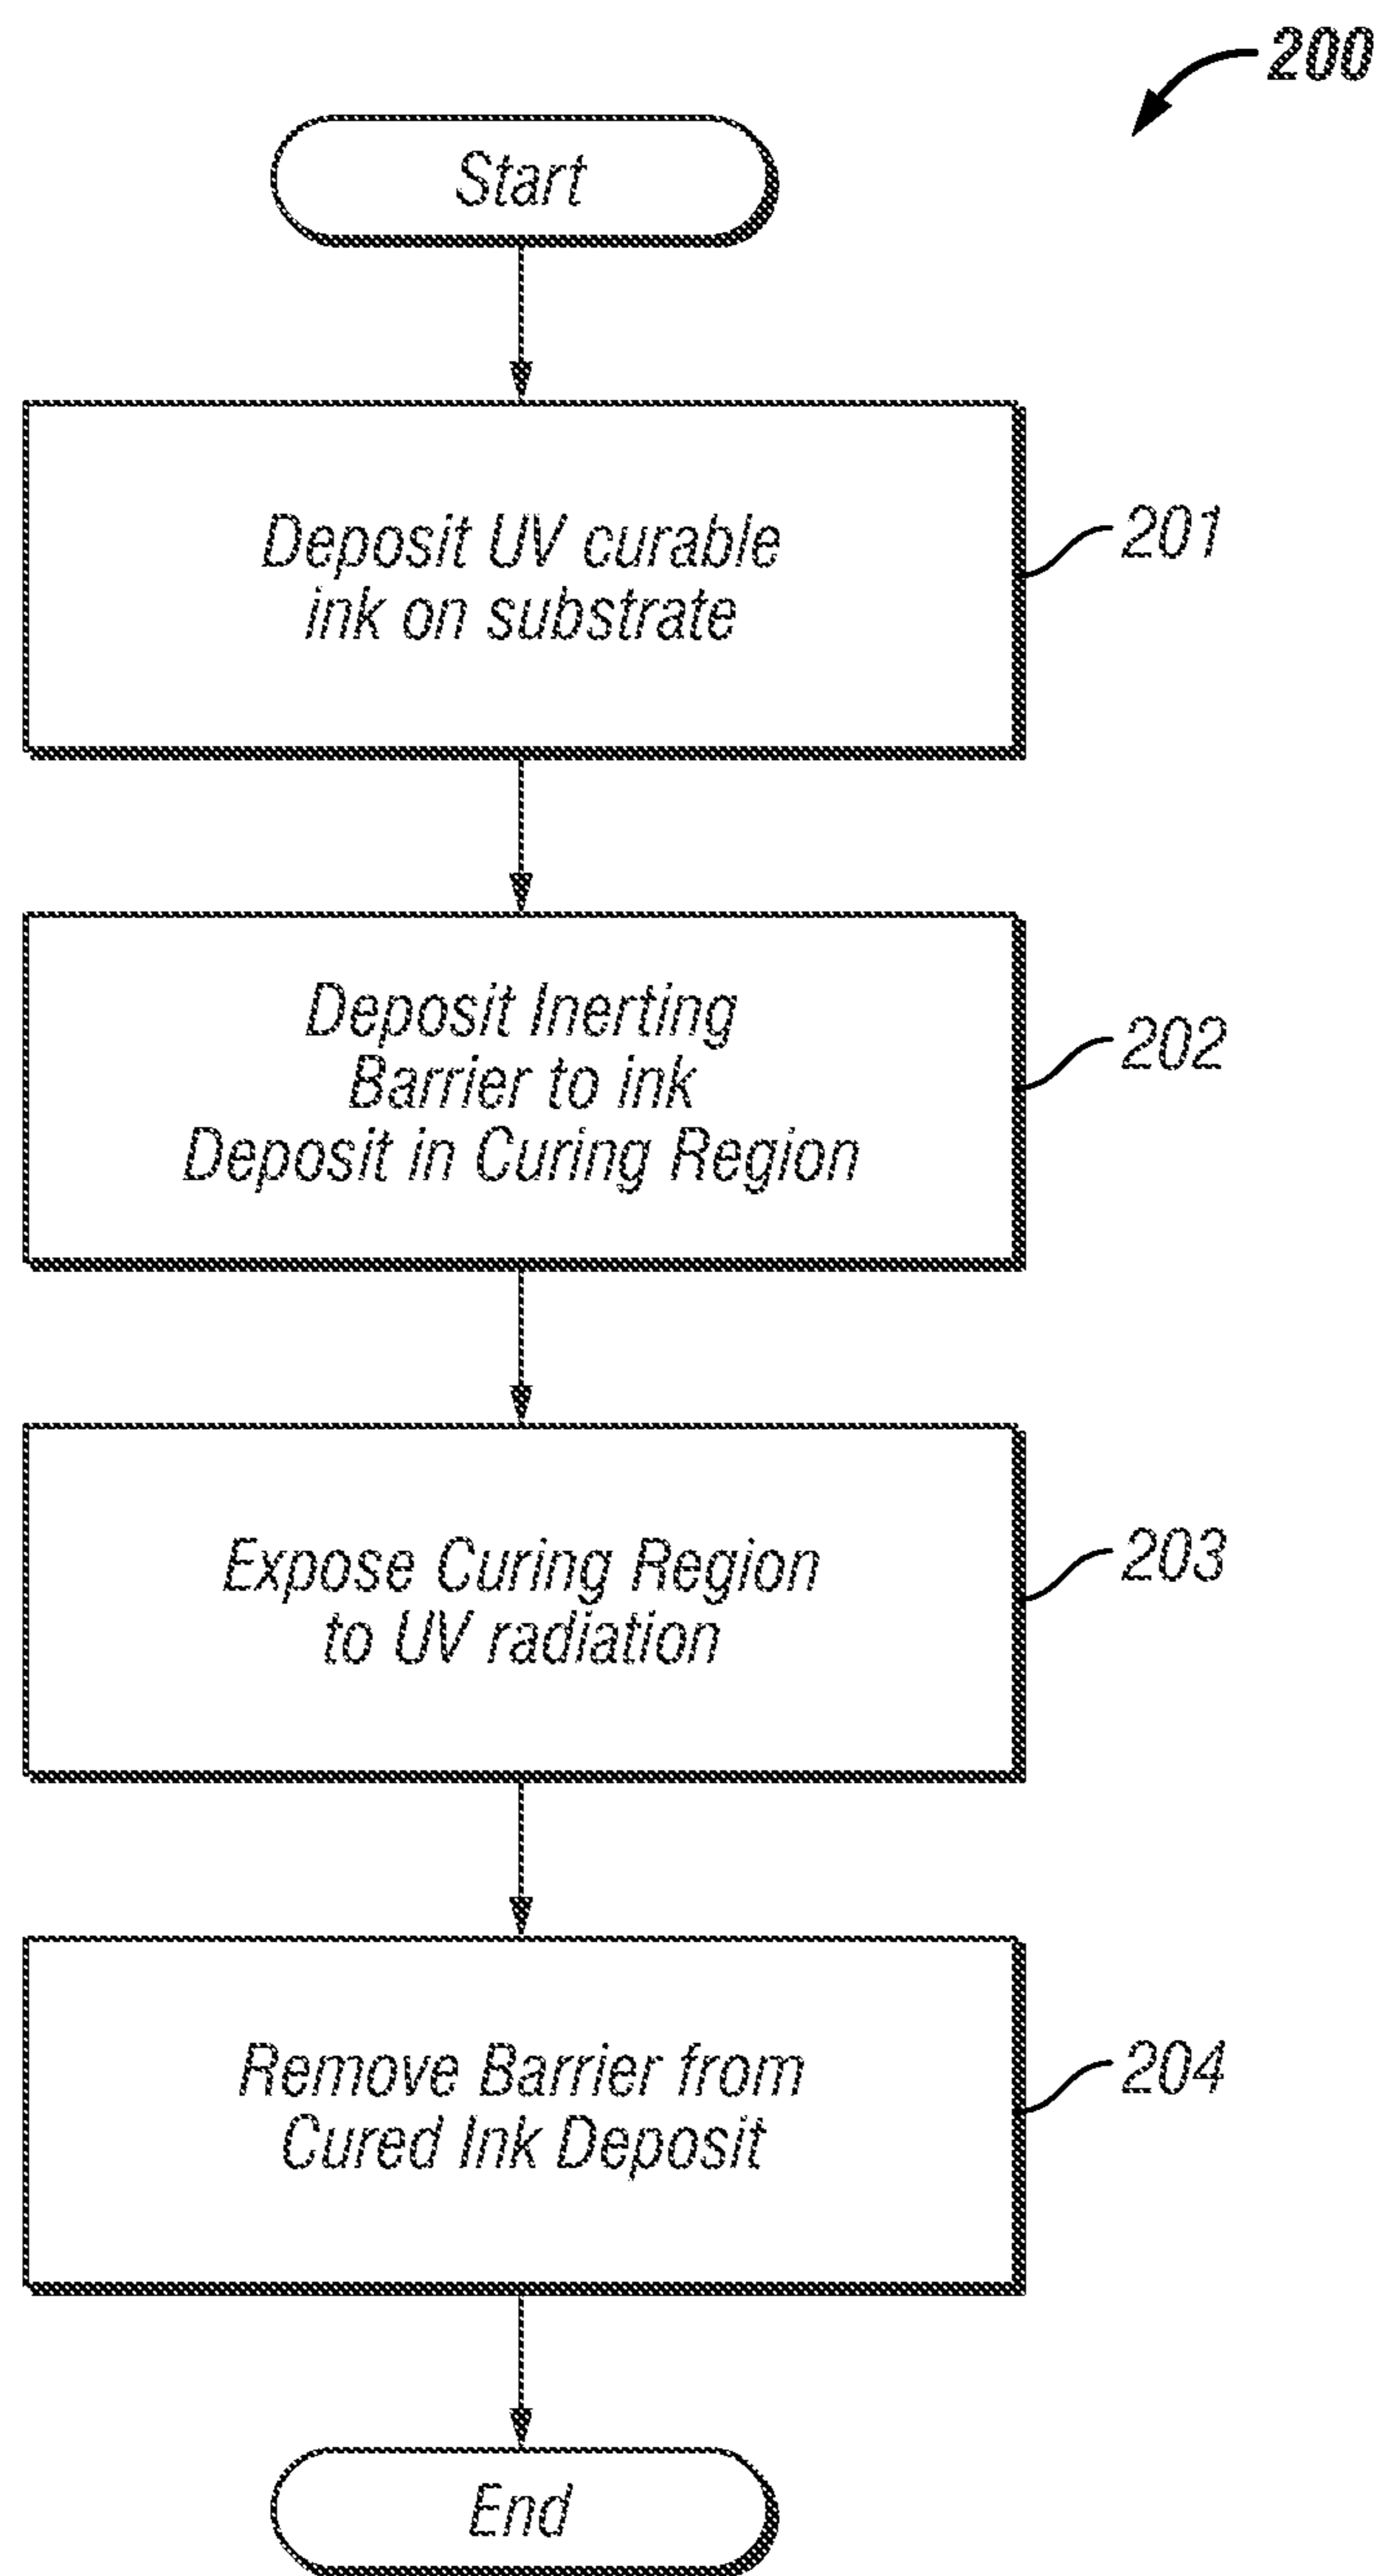 200
Start
Deposit UV curable
ink on substrate
201
Deposit Inerting
Barrier to ink
Deposit in Curing Region
202
Expose Curing Region
to UV radiation
203
Remove Barrier from
Cured Ink Deposit
204
End